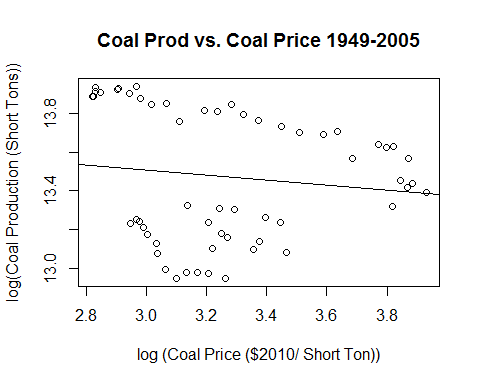 Coal Prod vs. Coal Price 1949-2005
log(Coal Production (Short Tons))
13.8
13.4
13.0
2.8 3.0 3.2 3.4 3.6 3.8
log (Coal Price ($2010/ Short Ton))